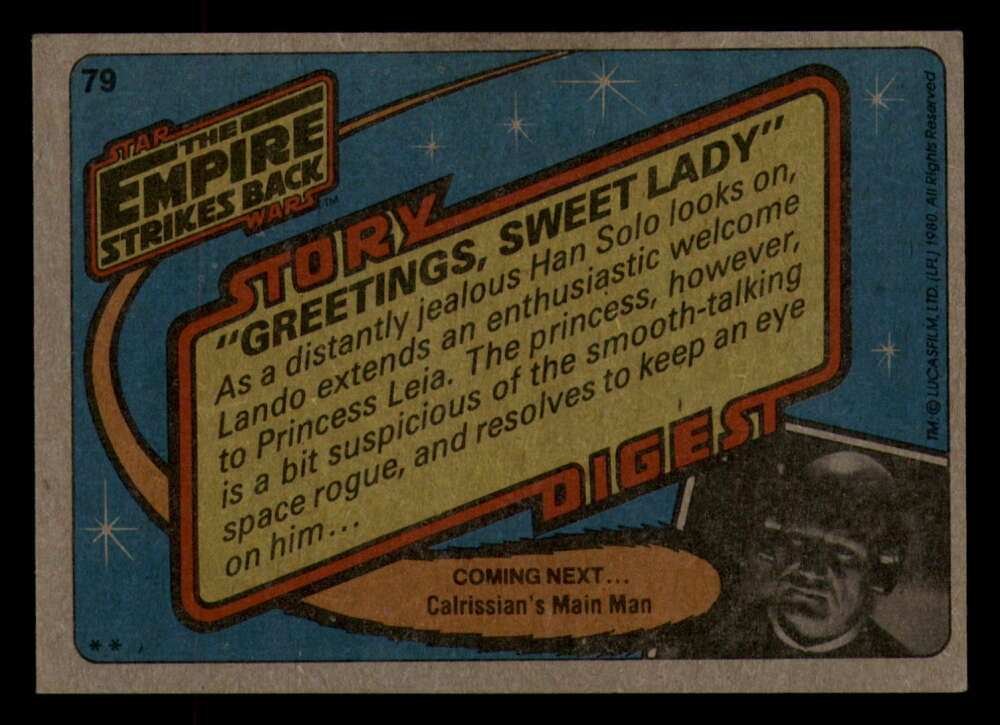 79
STAR
THE
EMPIRE
STRIKES BACK
WARS™
STORY
"GREETINGS, SWEET LADY"
As a distantly jealous Han Solo looks on,
Lando extends an enthusiastic welcome
to Princess Leia. The princess, however,
is a bit suspicious of the smooth-talking
space rogue, and resolves to keep an eye
on him...
DIGEST
COMING NEXT...
Calrissian's Main Man
**
TM: © LUCASFILM, LTD. (LFL) 1980. All Rights Reserved